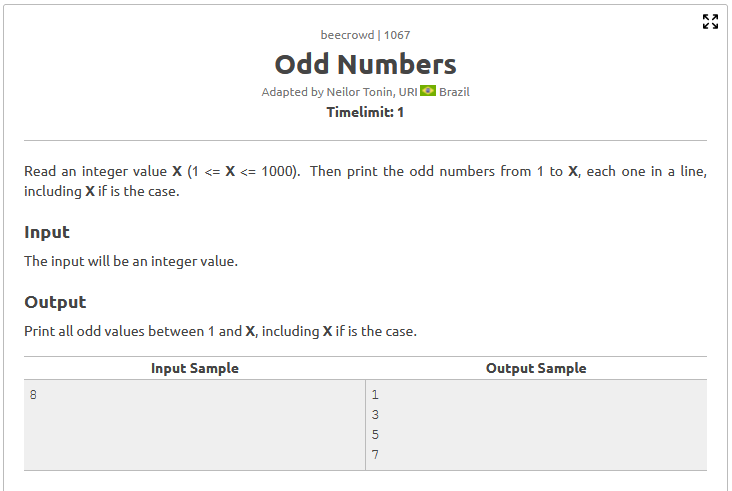 beecrowd | 1067
Odd Numbers
Adapted by Neilor Tonin, URI Brazil
Timelimit: 1
Read an integer value X (1 <= X <= 1000). Then print the odd numbers from 1 to X, each one in a line,
including X if is the case.
Input
The input will be an integer value.
Output
Print all odd values between 1 and X, including X if is the case.
Input Sample Output Sample
8 1
3
5
7